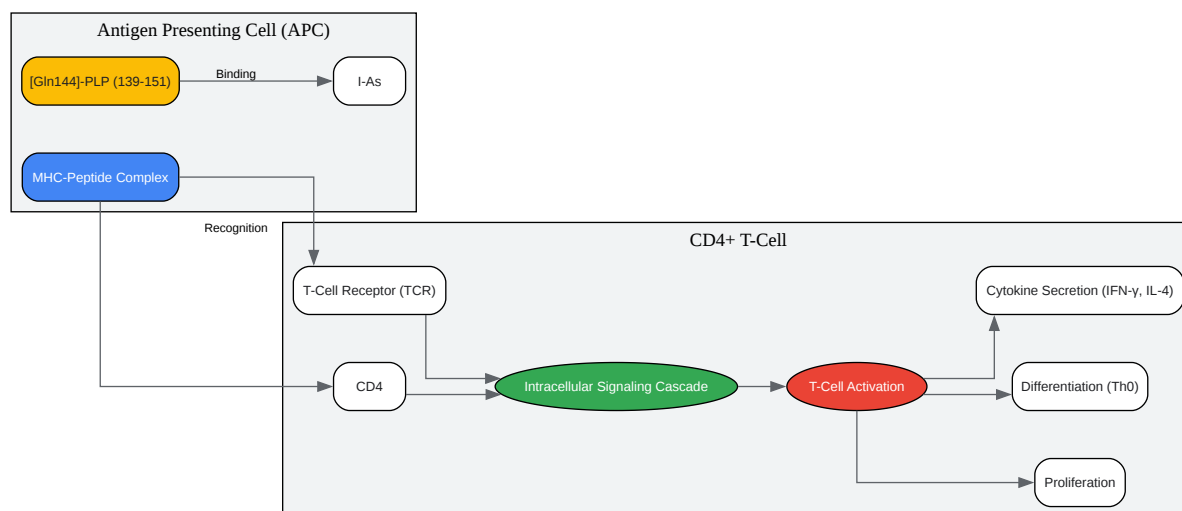 Antigen Presenting Cell (APC)
[Gln144]-PLP (139-151)
Binding
I-As
MHC-Peptide Complex
Recognition
CD4+ T-Cell
T-Cell Receptor (TCR)
Cytokine Secretion (IFN-γ, IL-4)
CD4
Intracellular Signaling Cascade
T-Cell Activation
Differentiation (Th0)
Proliferation